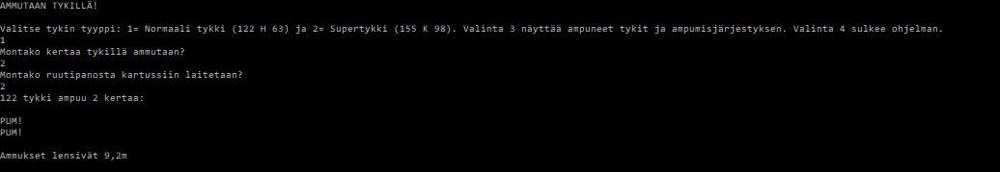 AMMUTAAN TYKILLÄ!
Valitse tykin tyyppi: 1= Normaali tykki (122 H 63) ja 2= Supertykki (155 K 98). Valinta 3 näyttää ampuneet tykit ja ampumisjärjestyksen. Valinta 4 sulkee ohjelman.
1
Montako kertaa tykillä ammutaan?
2
Montako ruutipanosta kartussiin laitetaan?
2
122 tykki ampuu 2 kertaa:
PUM!
PUM!
Ammukset lensivät 9,2m